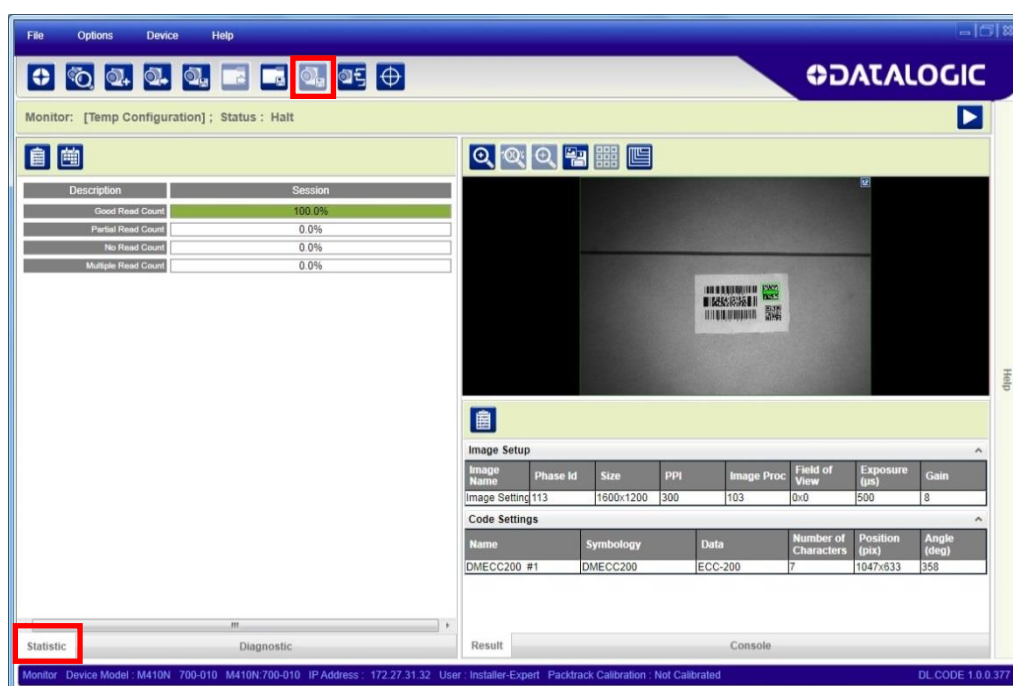 File Options Device Help
DATALOGIC
Monitor: [Temp Configuration] ; Status : Halt
Description Session
Good Read Count 100.0%
Partial Read Count 0.0%
No Read Count 0.0%
Multiple Read Count 0.0%
Help
Image Setup
Image Name Phase Id Size PPI Image Proc Field of View Exposure (µs) Gain
Image Setting 113 1600x1200 300 103 0x0 500 8
Code Settings
Name Symbology Data Number of Characters Position (pix) Angle (deg)
DMECC200 #1 DMECC200 ECC-200 7 1047x633 358
Statistic Diagnostic Result Console
Monitor Device Model : M410N 700-010 M410N:700-010 IP Address : 172.27.31.32 User : Installer-Expert Packtrack Calibration : Not Calibrated DL.CODE 1.0.0.377